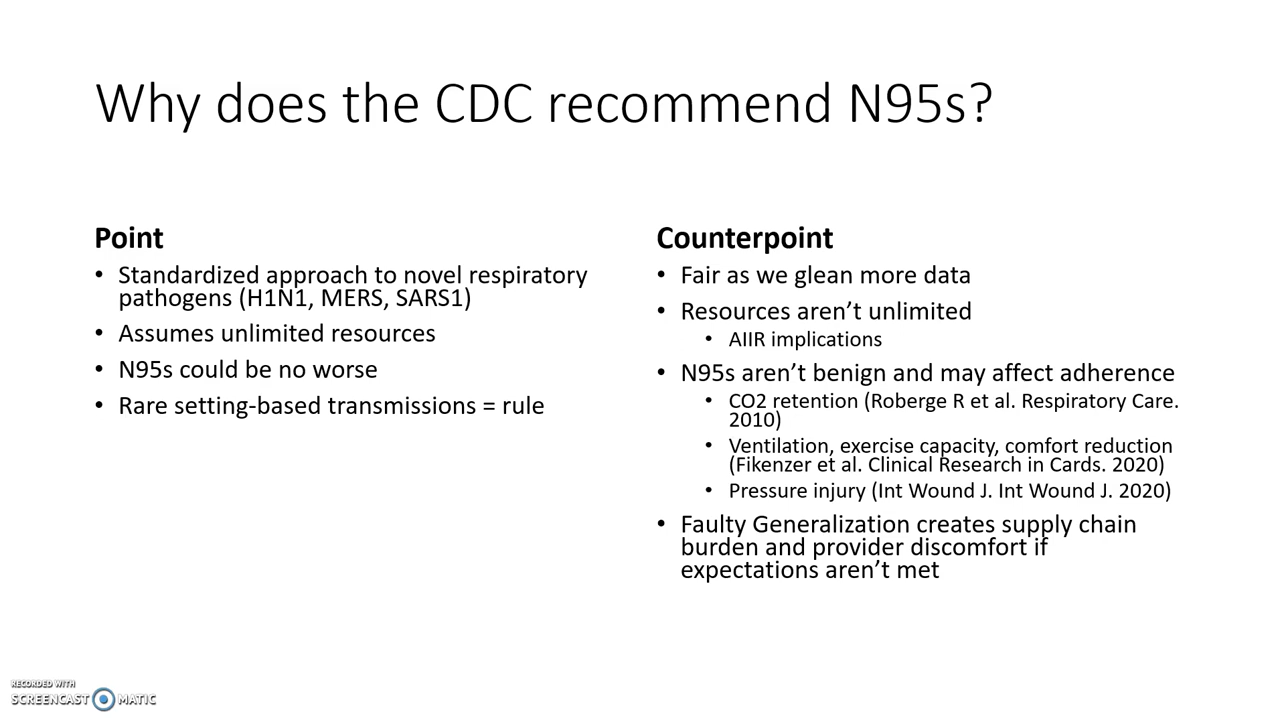 Why does the CDC recommend N95s?
Point
• Standardized approach to novel respiratory
pathogens (H1N1, MERS, SARS1)
• Assumes unlimited resources
• N95s could be no worse
• Rare setting-based transmissions = rule
Counterpoint
• Fair as we glean more data
• Resources aren’t unlimited
• AIIR implications
• N95s aren’t benign and may affect adherence
• CO2 retention (Roberge R et al. Respiratory Care.
2010)
• Ventilation, exercise capacity, comfort reduction
(Fikenzer et al. Clinical Research in Cards. 2020)
• Pressure injury (Int Wound J. Int Wound J. 2020)
• Faulty Generalization creates supply chain
burden and provider discomfort if
expectations aren’t met
RECORDED WITH
SCREENCAST MATIC